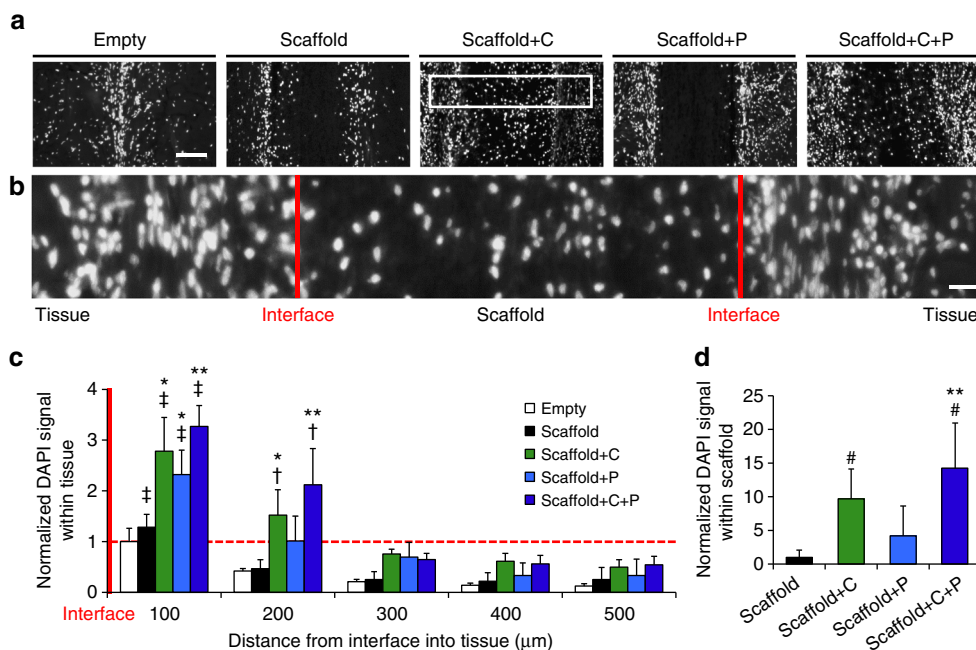 a
Empty Scaffold Scaffold+C Scaffold+P Scaffold+C+P
b
Tissue Interface Scaffold Interface Tissue
c
Normalized DAPI signal
within tissue
4
3
2
1
0
‡
*
‡
*
‡
**
‡
*
†
**
†
Empty
Scaffold
Scaffold+C
Scaffold+P
Scaffold+C+P
Interface 100 200 300 400 500
Distance from interface into tissue (μm)
d
Normalized DAPI signal
within scaffold
25
20
15
10
5
0
#
**
#
Scaffold
Scaffold+C
Scaffold+P
Scaffold+C+P